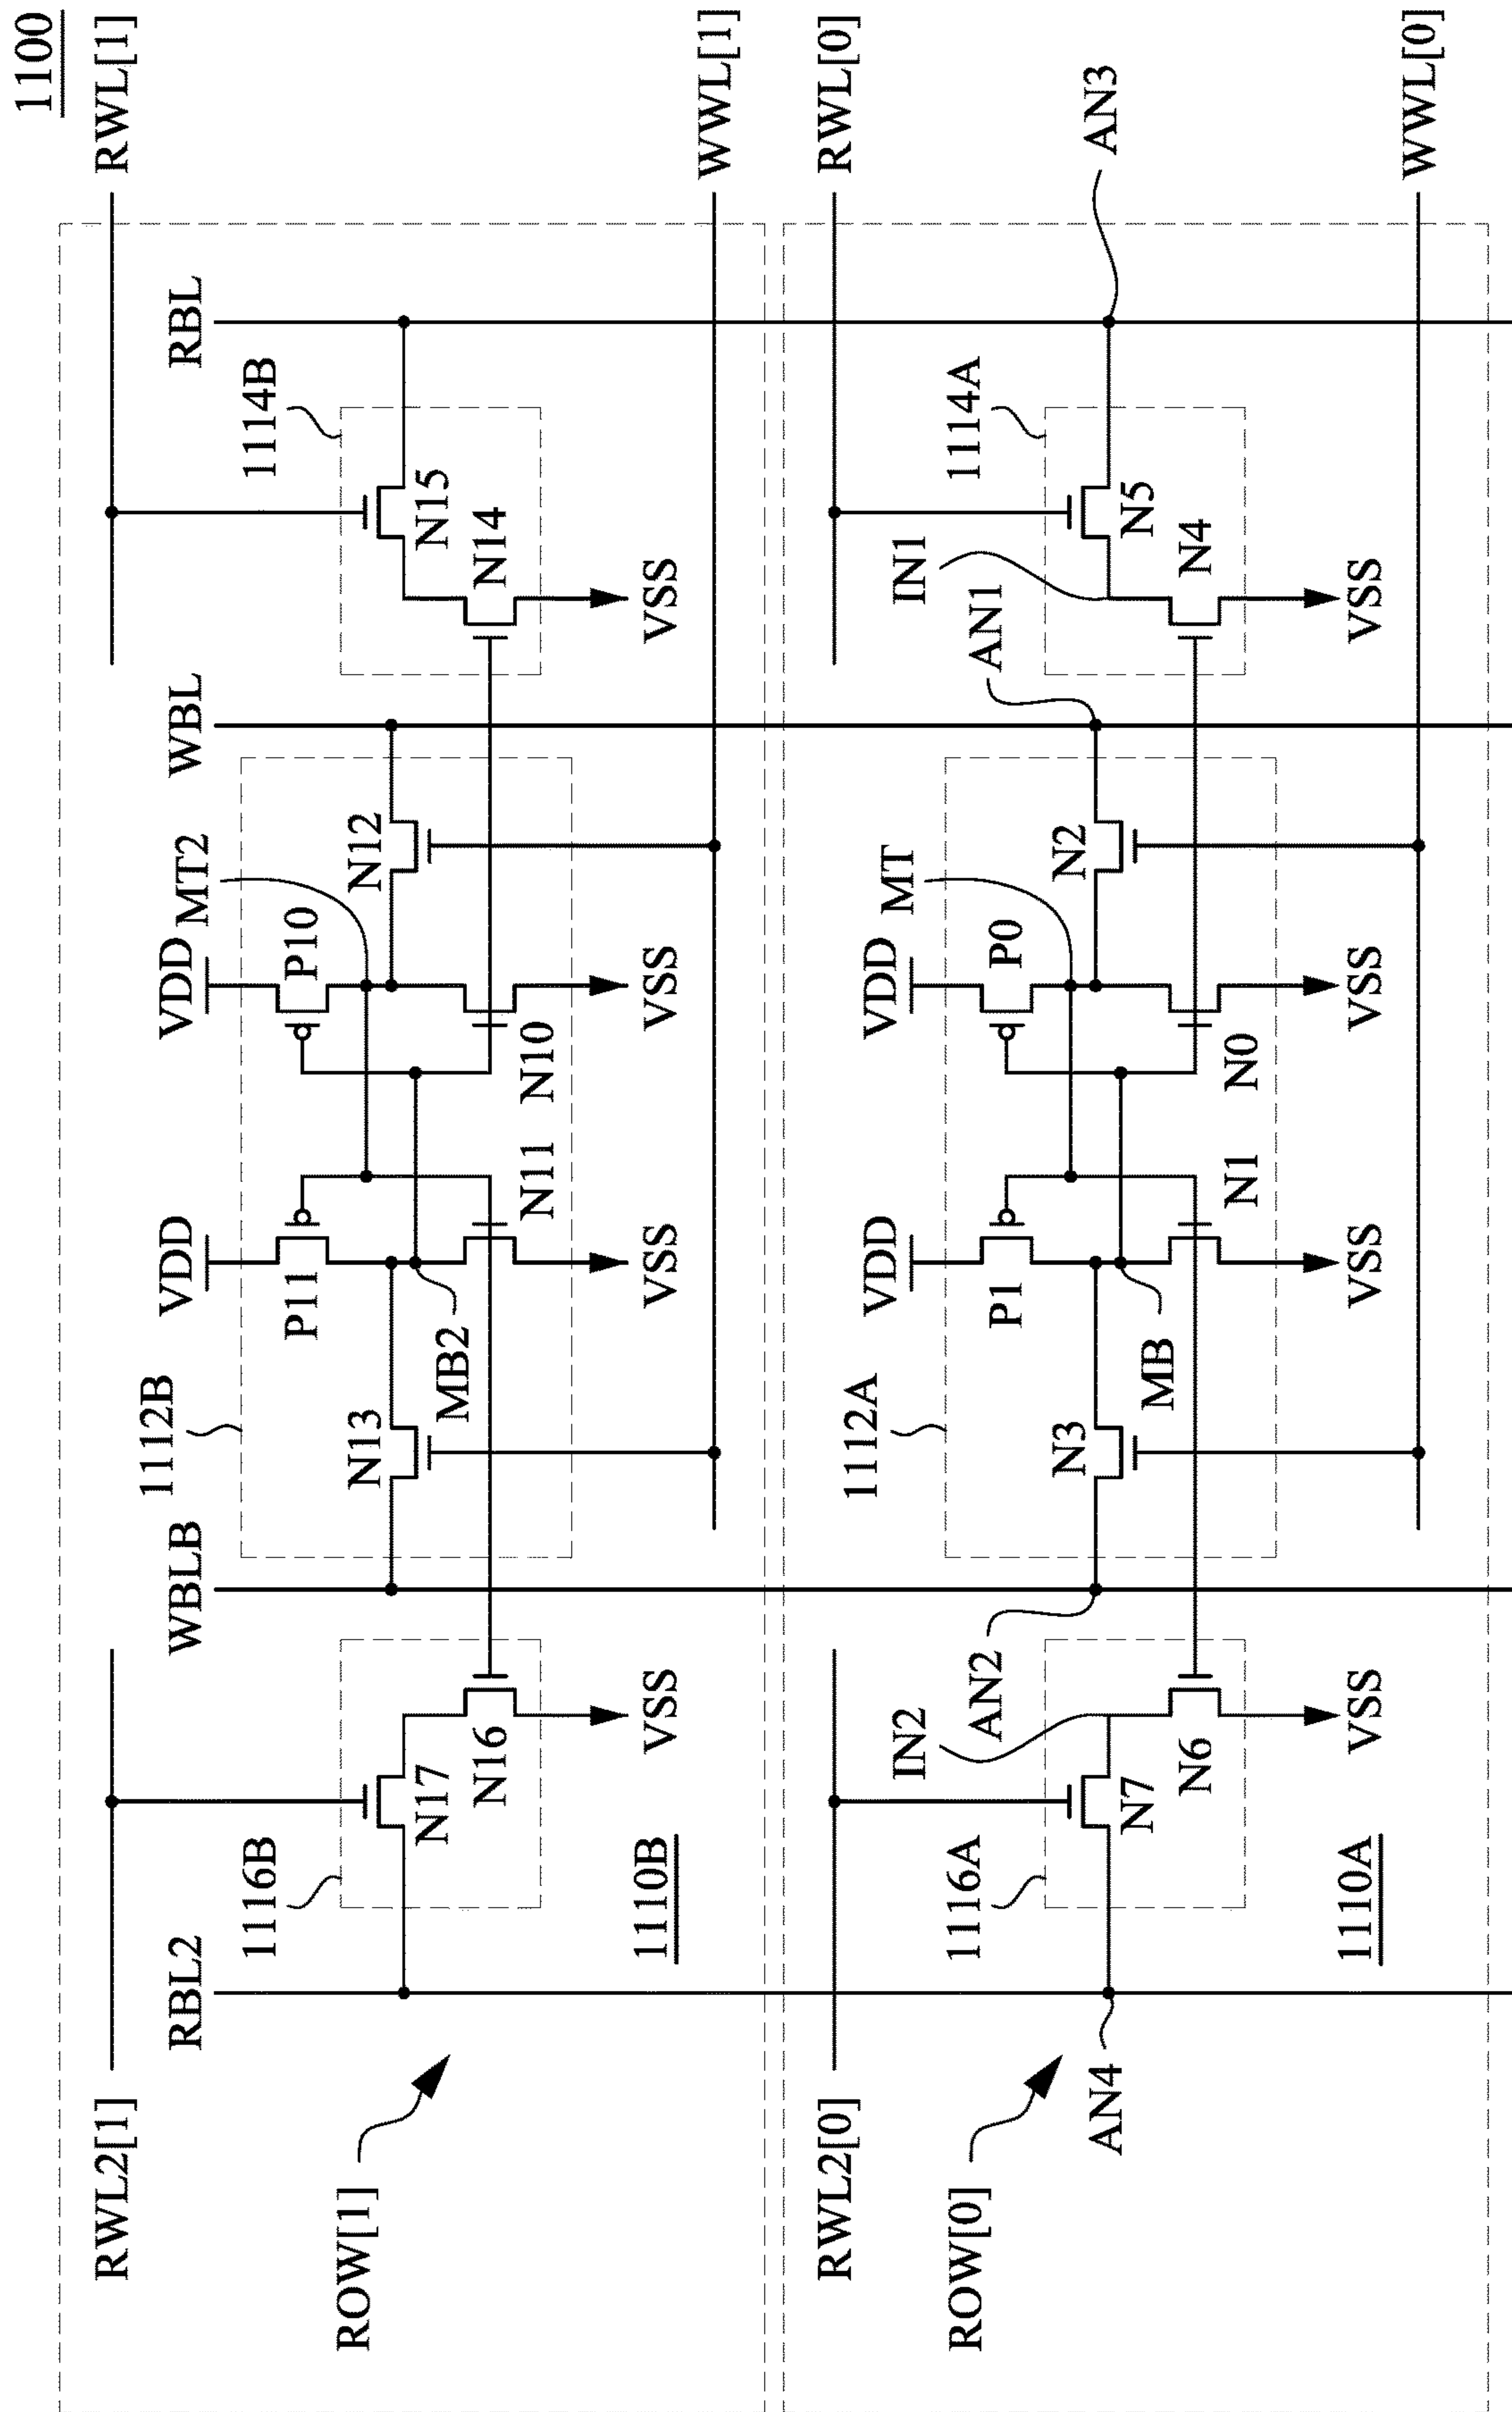 1100
RWL2[1]
RWL[1]
RBL2
WBLB
VDD
VDD
WBL
RBL
1116B
1112B
P11
P10
MT2
1114B
ROW[1]
N17
N13
N12
N15
N16
MB2
N11
N10
N14
1110B
VSS
VSS
VSS
VSS
WWL[1]
RWL2[0]
RWL[0]
VDD
VDD
MT
1116A
IN2
1112A
P1
P0
IN1
1114A
ROW[0]
AN2
AN1
AN4
N7
N3
N2
N5
AN3
N6
MB
N1
N0
N4
1110A
VSS
VSS
VSS
VSS
WWL[0]